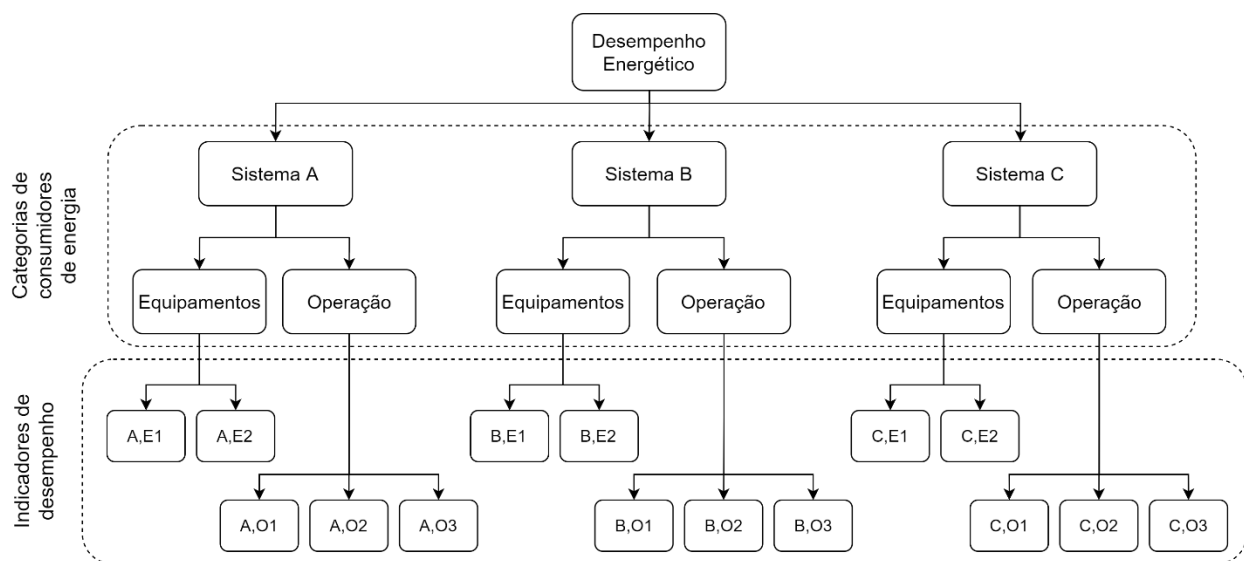 Desempenho
Energético
Categorias de
consumidores
de energia
Sistema A
Sistema B
Sistema C
Equipamentos
Operação
Equipamentos
Operação
Equipamentos
Operação
Indicadores de
desempenho
A,E1
A,E2
B,E1
B,E2
C,E1
C,E2
A,O1
A,O2
A,O3
B,O1
B,O2
B,O3
C,O1
C,O2
C,O3